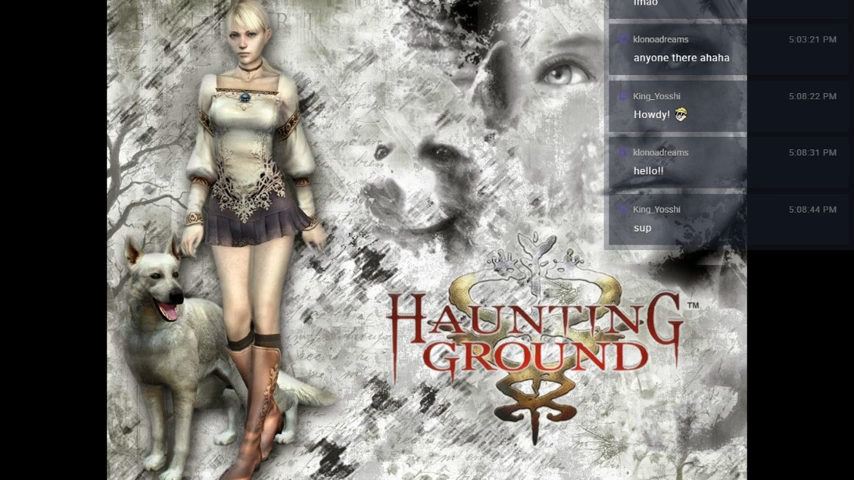 lmao
klonoadreams 5:03:21 PM
anyone there ahaha
King_Yosshi 5:08:22 PM
Howdy!
klonoadreams 5:08:31 PM
hello!!
King_Yosshi 5:08:44 PM
sup
HAUNTING™
GROUND